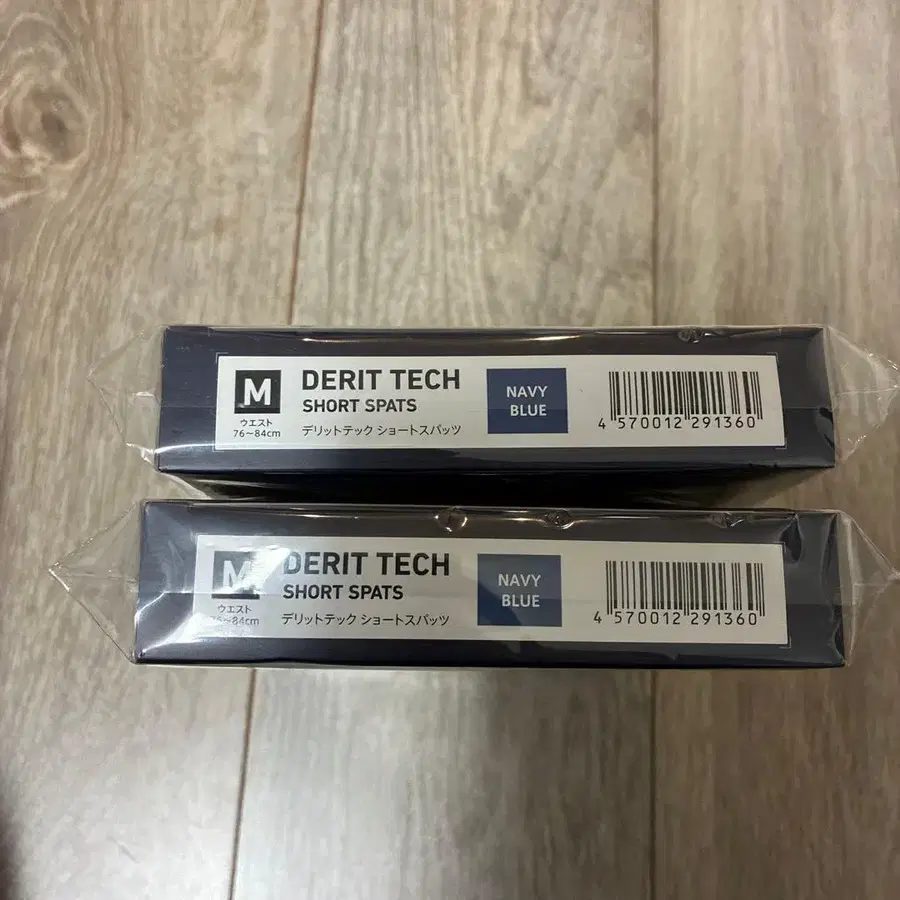 M
ウエスト
76～84cm
DERIT TECH
SHORT SPATS
デリットテック ショートスパッツ
NAVY
BLUE
4 570012 291360
M
ウエスト
76～84cm
DERIT TECH
SHORT SPATS
デリットテック ショートスパッツ
NAVY
BLUE
4 570012 291360